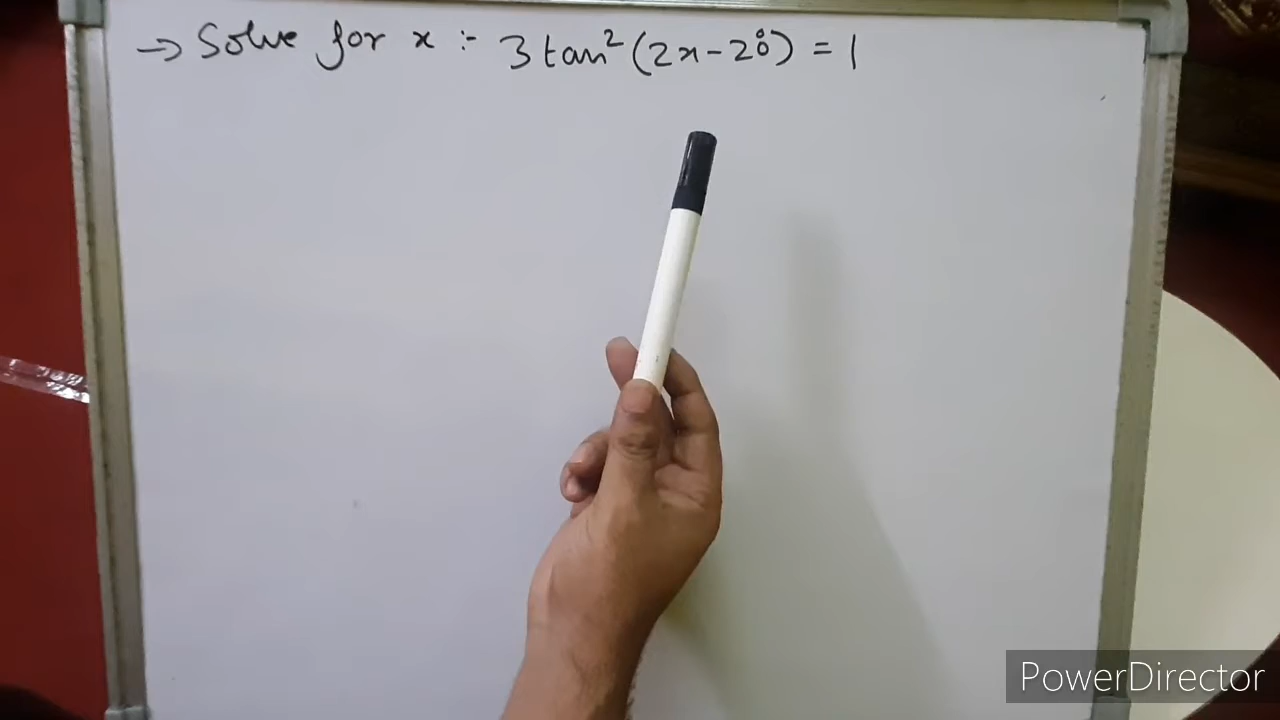 → Solve for x :- 3 tan² (2x - 20°) = 1
PowerDirector